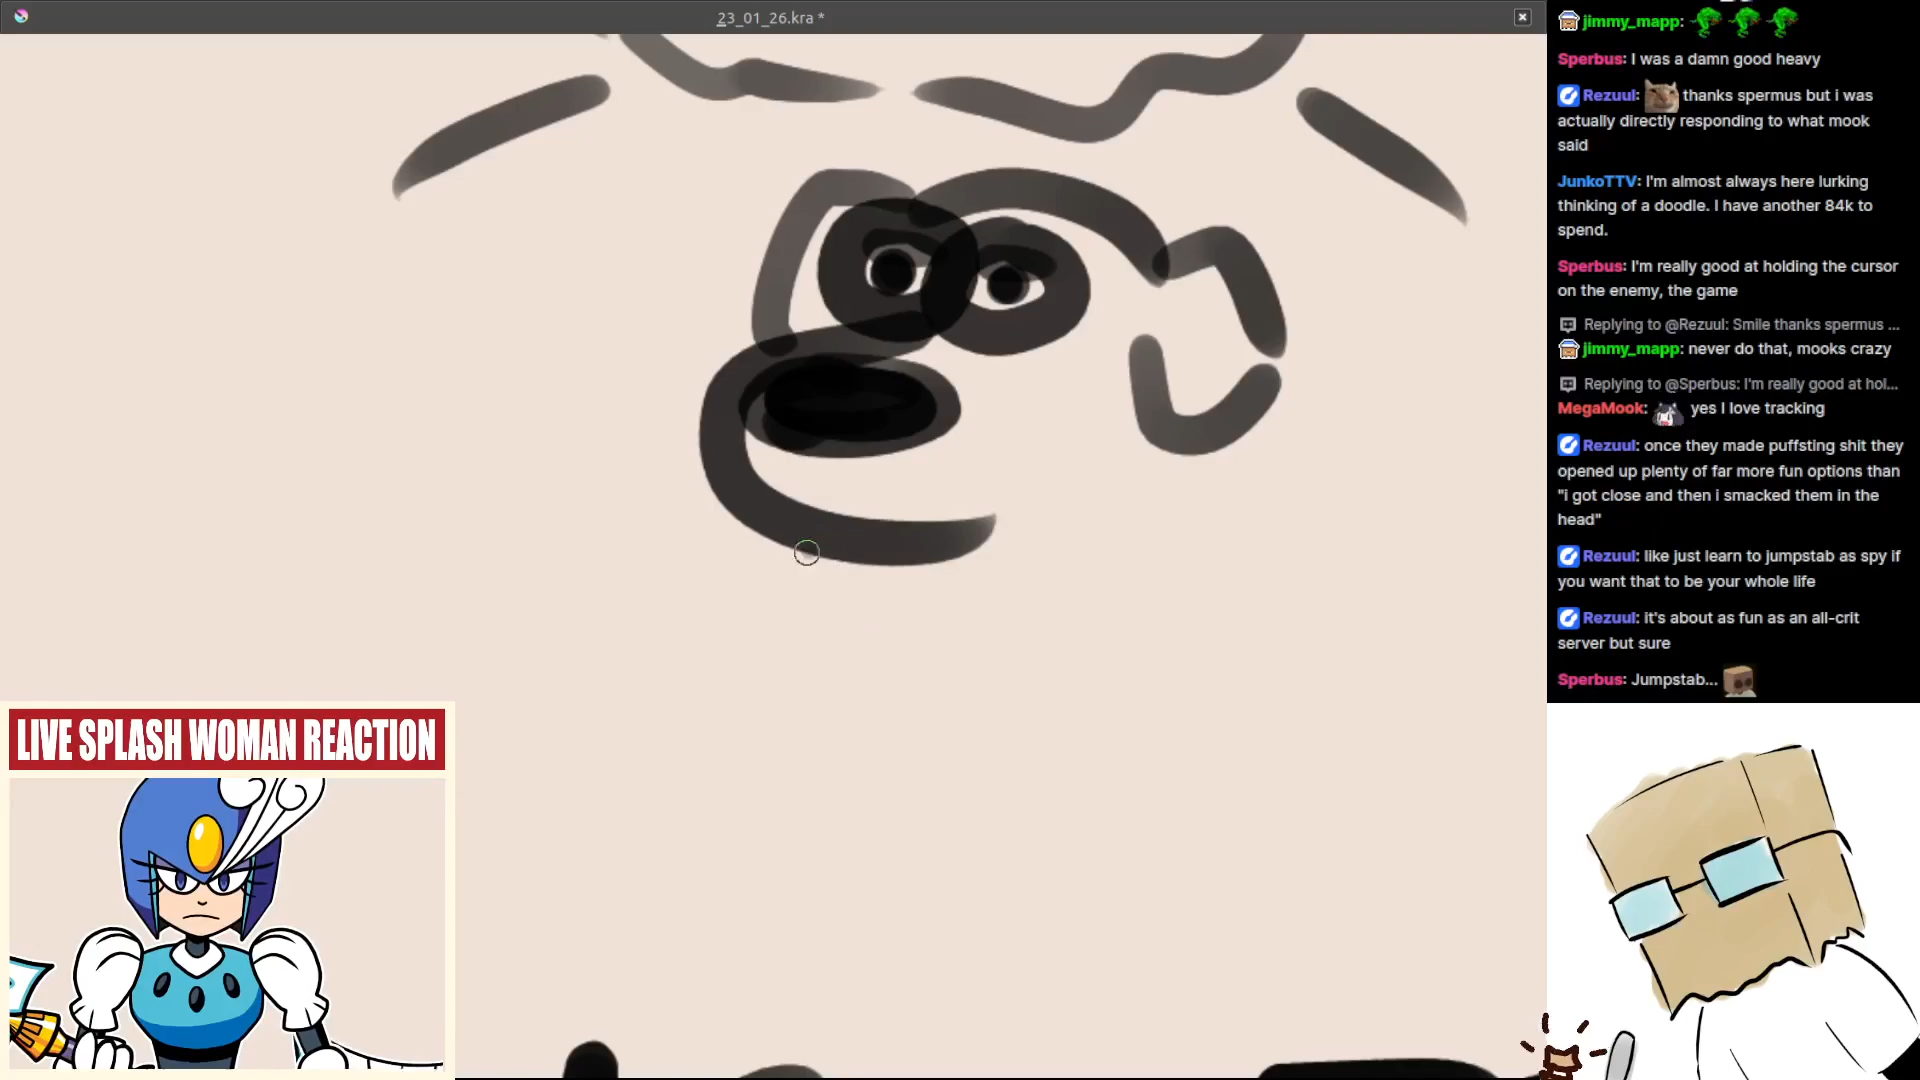 23_01_26.kra *
jimmy_mapp:
Sperbus: I was a damn good heavy
Rezuul: thanks spermus but i was
actually directly responding to what mook
said
JunkoTTV: I'm almost always here lurking
thinking of a doodle. I have another 84k to
spend.
Sperbus: I'm really good at holding the cursor
on the enemy, the game
Replying to @Rezuul: Smile thanks spermus ...
jimmy_mapp: never do that, mooks crazy
Replying to @Sperbus: I'm really good at hol...
MegaMook: yes I love tracking
Rezuul: once they made puffsting shit they
opened up plenty of far more fun options than
"i got close and then i smacked them in the
head"
Rezuul: like just learn to jumpstab as spy if
you want that to be your whole life
Rezuul: it's about as fun as an all-crit
server but sure
Sperbus: Jumpstab...
LIVE SPLASH WOMAN REACTION